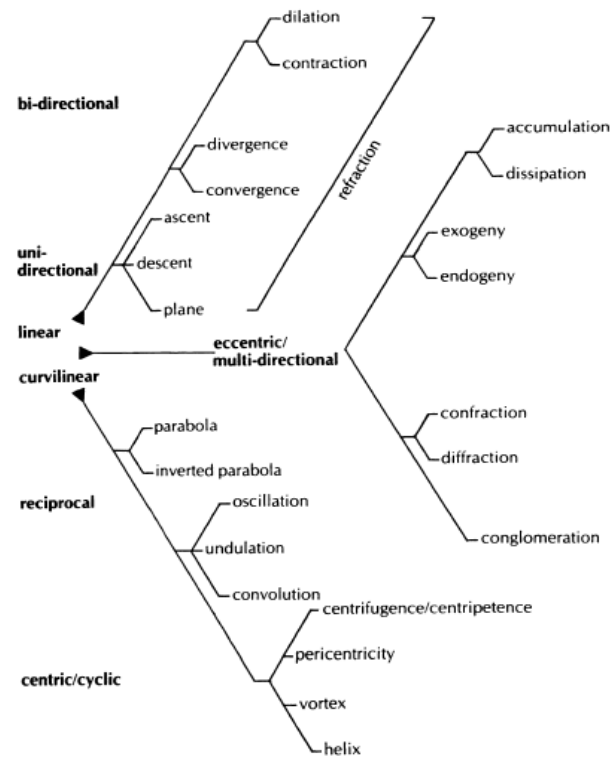 dilation
contraction
bi-directional
divergence
convergence
refraction
ascent
uni-
directional
descent
plane
linear
eccentric/
multi-directional
curvilinear
accumulation
dissipation
exogeny
endogeny
confraction
diffraction
conglomeration
parabola
inverted parabola
reciprocal
oscillation
undulation
convolution
centrifugence/centripetence
pericentricity
centric/cyclic
vortex
helix